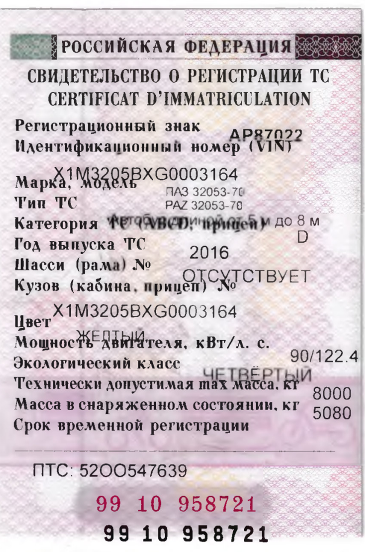 РОССИЙСКАЯ ФЕДЕРАЦИЯ
СВИДЕТЕЛЬСТВО О РЕГИСТРАЦИИ ТС
CERTIFICAT D'IMMATRICULATION
Регистрационный знак АР87022
Идентификационный номер (VIN)
X1M3205BXG0003164
Марка, модель ПАЗ 32053-70
Тип ТС PAZ 32053-70
Автобус длиной от 5 м до 8 м
Категория ТС (ABCD, прицеп) D
Год выпуска ТС 2016
Шасси (рама) № ОТСУТСТВУЕТ
Кузов (кабина, прицеп) №
X1M3205BXG0003164
Цвет ЖЕЛТЫЙ
Мощность двигателя, кВт/л. с. 90/122.4
Экологический класс ЧЕТВЁРТЫЙ
Технически допустимая max масса, кг 8000
Масса в снаряженном состоянии, кг 5080
Срок временной регистрации
ПТС: 52ОО547639
99 10 958721
99 10 958721